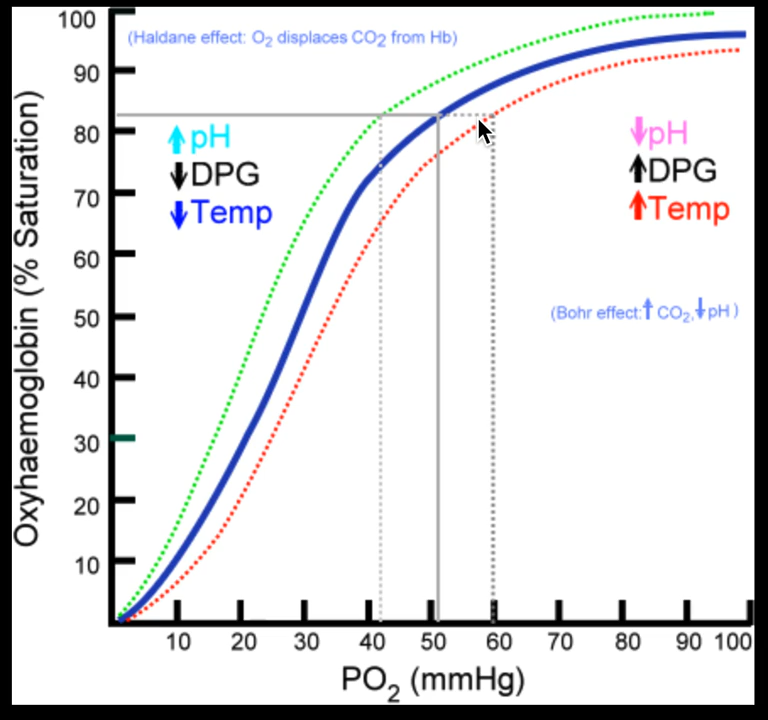 100
(Haldane effect: O2 displaces CO2 from Hb)
90
80
↑pH
↓DPG
↓Temp
↓pH
↑DPG
↑Temp
70
60
50
(Bohr effect:↑ CO2,↓pH )
40
30
20
10
Oxyhaemoglobin (% Saturation)
10 20 30 40 50 60 70 80 90 100
PO2 (mmHg)